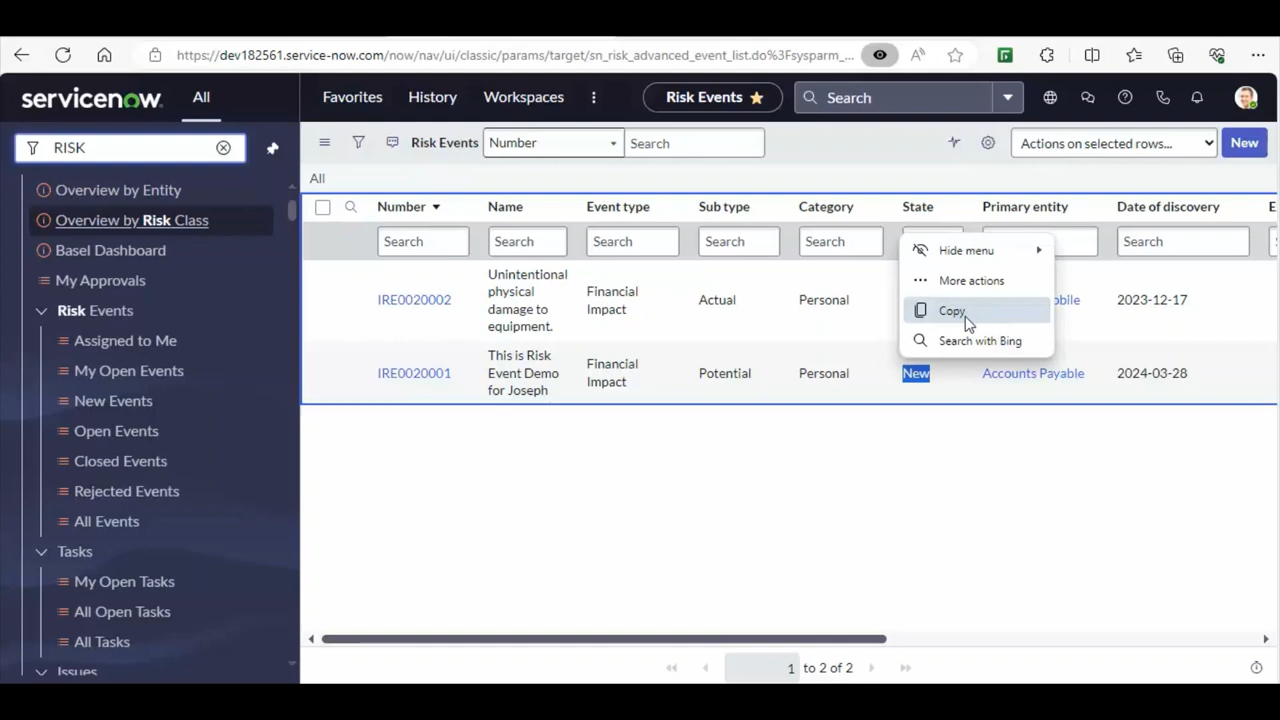 https://dev182561.service-now.com/now/nav/ui/classic/params/target/sn_risk_advanced_event_list.do%3Fsysparm_...
servicenow
All
Favorites
History
Workspaces
Risk Events
Search
RISK
Overview by Entity
Overview by Risk Class
Basel Dashboard
My Approvals
Risk Events
Assigned to Me
My Open Events
New Events
Open Events
Closed Events
Rejected Events
All Events
Tasks
My Open Tasks
All Open Tasks
All Tasks
Issues
Risk Events
Number
Search
Actions on selected rows...
New
All
Number
Name
Event type
Sub type
Category
State
Primary entity
Date of discovery
E
Search
Search
Search
Search
Search
Search
IRE0020002
Unintentional
physical
damage to
equipment.
Financial
Impact
Actual
Personal
obile
2023-12-17
IRE0020001
This is Risk
Event Demo
for Joseph
Financial
Impact
Potential
Personal
New
Accounts Payable
2024-03-28
Hide menu
More actions
Copy
Search with Bing
1 to 2 of 2